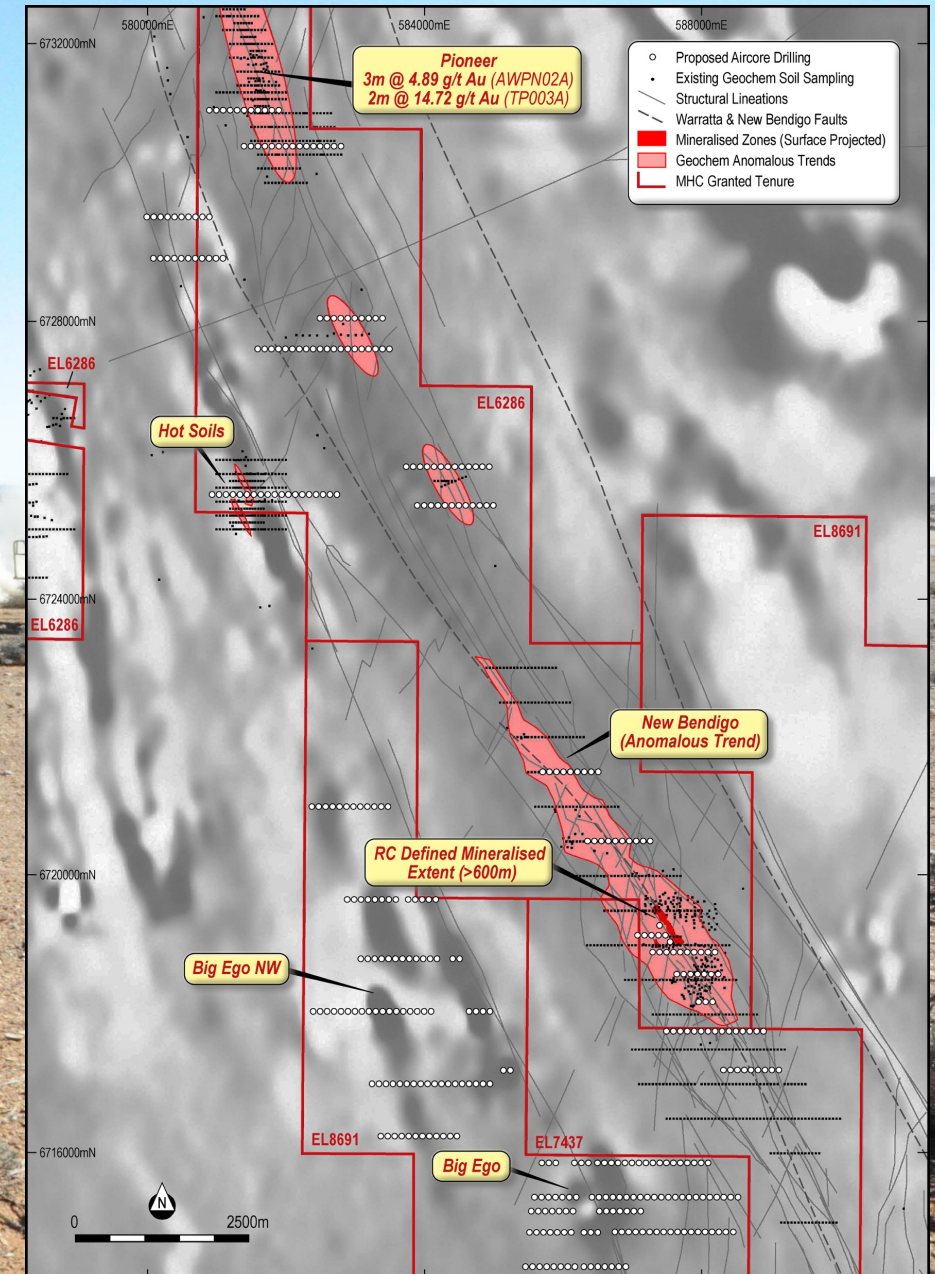 580000mE
584000mE
588000mE
6732000mN
Pioneer
3m @ 4.89 g/t Au (AWPN02A)
2m @ 14.72 g/t Au (TP003A)
Proposed Aircore Drilling
Existing Geochem Soil Sampling
Structural Lineations
Warratta & New Bendigo Faults
Mineralised Zones (Surface Projected)
Geochem Anomalous Trends
MHC Granted Tenure
6728000mN
EL6286
EL6286
Hot Soils
EL8691
6724000mN
EL6286
New Bendigo
(Anomalous Trend)
RC Defined Mineralised
Extent (>600m)
6720000mN
Big Ego NW
EL8691
EL7437
6716000mN
Big Ego
N
0
2500m